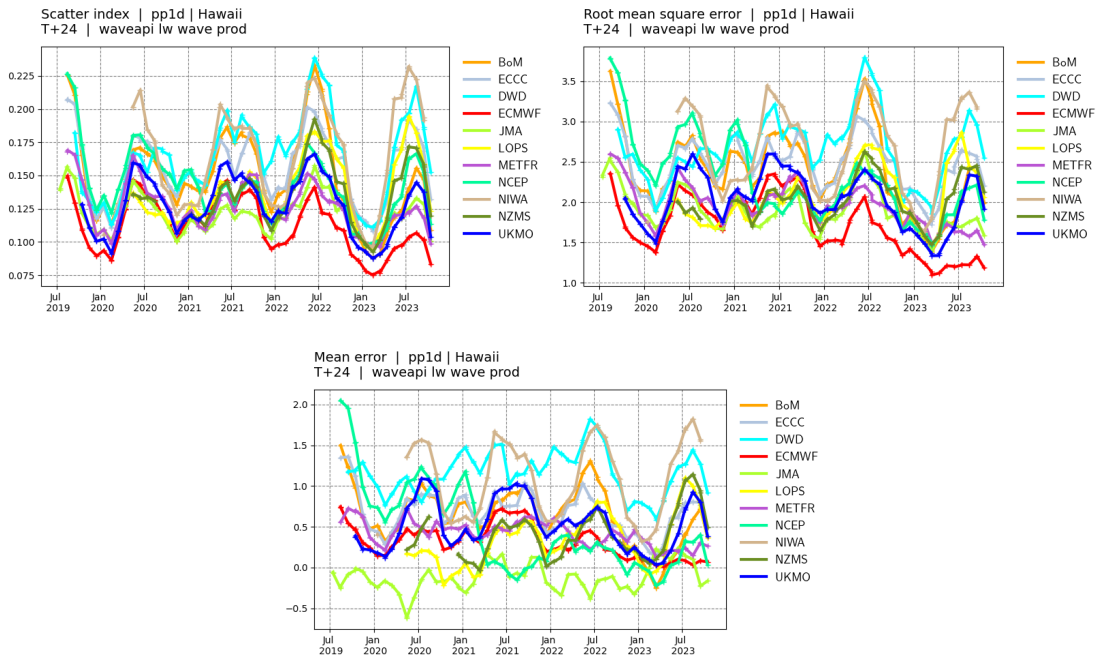 Scatter index | pp1d | Hawaii
T+24 | waveapi lw wave prod
0.225
0.200
0.175
0.150
0.125
0.100
0.075
Jul
2019
Jan
2020
Jul
2020
Jan
2021
Jul
2021
Jan
2022
Jul
2022
Jan
2023
Jul
2023
BoM
ECCC
DWD
ECMWF
JMA
LOPS
METFR
NCEP
NIWA
NZMS
UKMO
Root mean square error | pp1d | Hawaii
T+24 | waveapi lw wave prod
3.5
3.0
2.5
2.0
1.5
1.0
Jul
2019
Jan
2020
Jul
2020
Jan
2021
Jul
2021
Jan
2022
Jul
2022
Jan
2023
Jul
2023
BoM
ECCC
DWD
ECMWF
JMA
LOPS
METFR
NCEP
NIWA
NZMS
UKMO
Mean error | pp1d | Hawaii
T+24 | waveapi lw wave prod
2.0
1.5
1.0
0.5
0.0
−0.5
Jul
2019
Jan
2020
Jul
2020
Jan
2021
Jul
2021
Jan
2022
Jul
2022
Jan
2023
Jul
2023
BoM
ECCC
DWD
ECMWF
JMA
LOPS
METFR
NCEP
NIWA
NZMS
UKMO